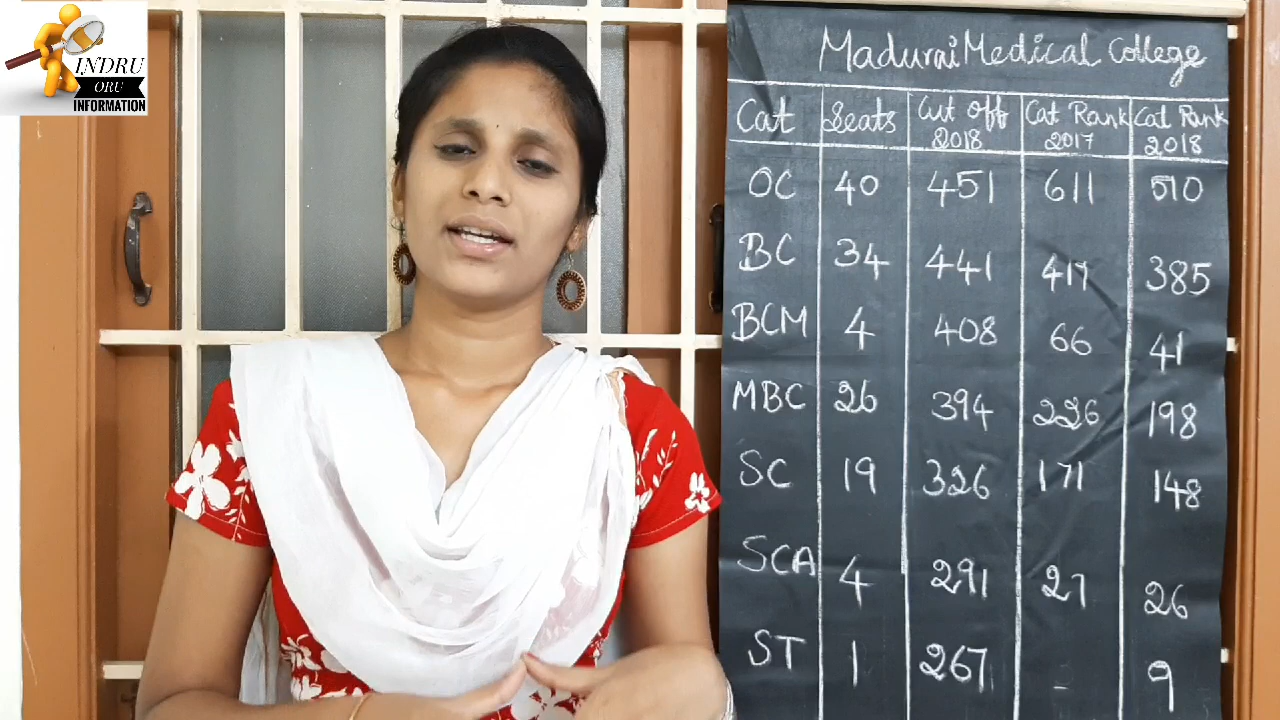 INDRU
ORU
INFORMATION
Madurai Medical College
Cat Seats Cut off 2018 Cat Rank 2017 Cat Rank 2018
OC 40 451 611 510
BC 34 441 417 385
BCM 4 408 66 41
MBC 26 394 226 198
SC 19 326 171 148
SCA 4 291 27 26
ST 1 267 - 9